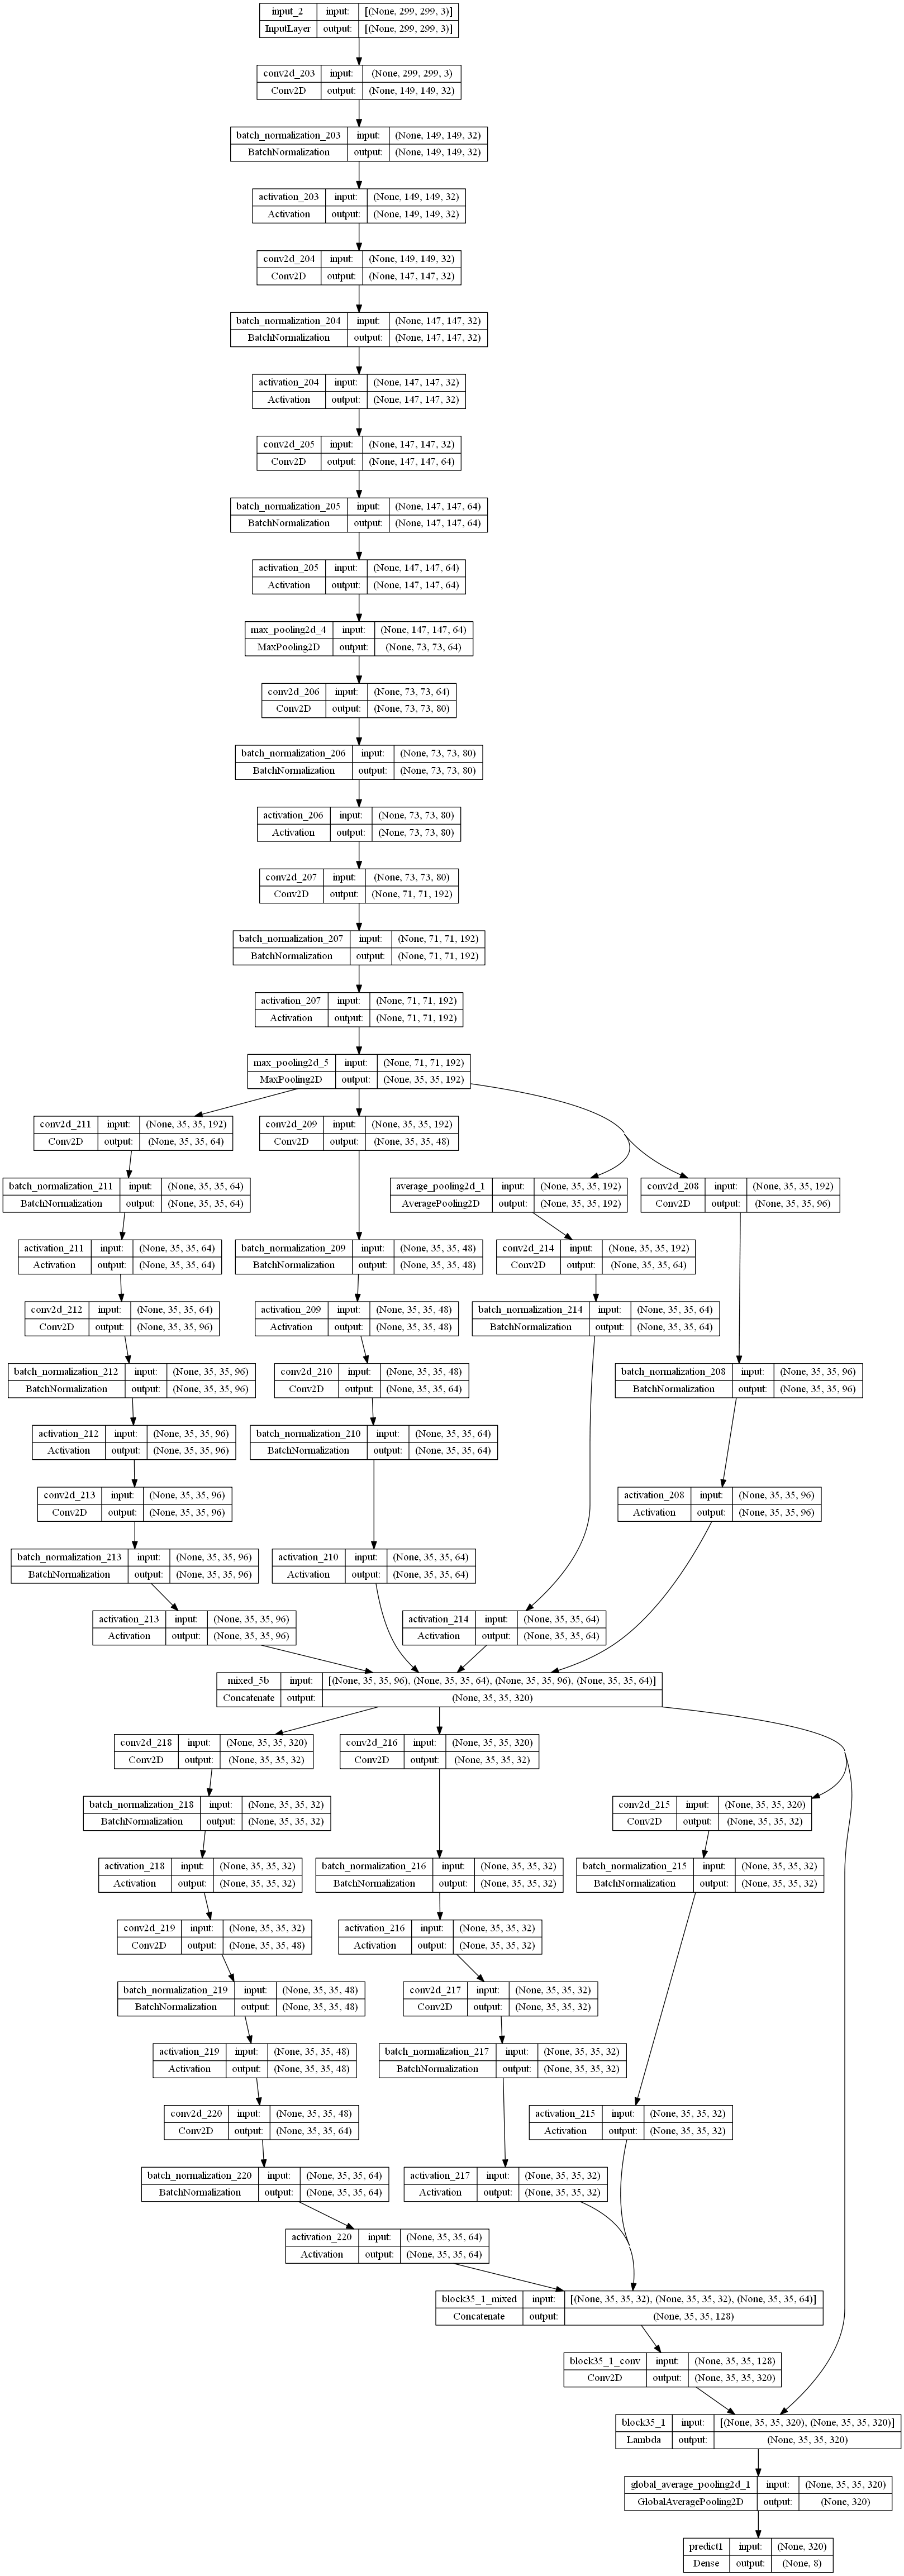 input_2 input: [(None, 299, 299, 3)]
InputLayer output: [(None, 299, 299, 3)]
conv2d_203 input: (None, 299, 299, 3)
Conv2D output: (None, 149, 149, 32)
batch_normalization_203 input: (None, 149, 149, 32)
BatchNormalization output: (None, 149, 149, 32)
activation_203 input: (None, 149, 149, 32)
Activation output: (None, 149, 149, 32)
conv2d_204 input: (None, 149, 149, 32)
Conv2D output: (None, 147, 147, 32)
batch_normalization_204 input: (None, 147, 147, 32)
BatchNormalization output: (None, 147, 147, 32)
activation_204 input: (None, 147, 147, 32)
Activation output: (None, 147, 147, 32)
conv2d_205 input: (None, 147, 147, 32)
Conv2D output: (None, 147, 147, 64)
batch_normalization_205 input: (None, 147, 147, 64)
BatchNormalization output: (None, 147, 147, 64)
activation_205 input: (None, 147, 147, 64)
Activation output: (None, 147, 147, 64)
max_pooling2d_4 input: (None, 147, 147, 64)
MaxPooling2D output: (None, 73, 73, 64)
conv2d_206 input: (None, 73, 73, 64)
Conv2D output: (None, 73, 73, 80)
batch_normalization_206 input: (None, 73, 73, 80)
BatchNormalization output: (None, 73, 73, 80)
activation_206 input: (None, 73, 73, 80)
Activation output: (None, 73, 73, 80)
conv2d_207 input: (None, 73, 73, 80)
Conv2D output: (None, 71, 71, 192)
batch_normalization_207 input: (None, 71, 71, 192)
BatchNormalization output: (None, 71, 71, 192)
activation_207 input: (None, 71, 71, 192)
Activation output: (None, 71, 71, 192)
max_pooling2d_5 input: (None, 71, 71, 192)
MaxPooling2D output: (None, 35, 35, 192)
conv2d_211 input: (None, 35, 35, 192)
Conv2D output: (None, 35, 35, 64)
conv2d_209 input: (None, 35, 35, 192)
Conv2D output: (None, 35, 35, 48)
batch_normalization_211 input: (None, 35, 35, 64)
BatchNormalization output: (None, 35, 35, 64)
average_pooling2d_1 input: (None, 35, 35, 192)
AveragePooling2D output: (None, 35, 35, 192)
conv2d_208 input: (None, 35, 35, 192)
Conv2D output: (None, 35, 35, 96)
activation_211 input: (None, 35, 35, 64)
Activation output: (None, 35, 35, 64)
batch_normalization_209 input: (None, 35, 35, 48)
BatchNormalization output: (None, 35, 35, 48)
conv2d_214 input: (None, 35, 35, 192)
Conv2D output: (None, 35, 35, 64)
conv2d_212 input: (None, 35, 35, 64)
Conv2D output: (None, 35, 35, 96)
activation_209 input: (None, 35, 35, 48)
Activation output: (None, 35, 35, 48)
batch_normalization_214 input: (None, 35, 35, 64)
BatchNormalization output: (None, 35, 35, 64)
batch_normalization_212 input: (None, 35, 35, 96)
BatchNormalization output: (None, 35, 35, 96)
conv2d_210 input: (None, 35, 35, 48)
Conv2D output: (None, 35, 35, 64)
batch_normalization_208 input: (None, 35, 35, 96)
BatchNormalization output: (None, 35, 35, 96)
activation_212 input: (None, 35, 35, 96)
Activation output: (None, 35, 35, 96)
batch_normalization_210 input: (None, 35, 35, 64)
BatchNormalization output: (None, 35, 35, 64)
conv2d_213 input: (None, 35, 35, 96)
Conv2D output: (None, 35, 35, 96)
activation_208 input: (None, 35, 35, 96)
Activation output: (None, 35, 35, 96)
batch_normalization_213 input: (None, 35, 35, 96)
BatchNormalization output: (None, 35, 35, 96)
activation_210 input: (None, 35, 35, 64)
Activation output: (None, 35, 35, 64)
activation_213 input: (None, 35, 35, 96)
Activation output: (None, 35, 35, 96)
activation_214 input: (None, 35, 35, 64)
Activation output: (None, 35, 35, 64)
mixed_5b input: [(None, 35, 35, 96), (None, 35, 35, 64), (None, 35, 35, 96), (None, 35, 35, 64)]
Concatenate output: (None, 35, 35, 320)
conv2d_218 input: (None, 35, 35, 320)
Conv2D output: (None, 35, 35, 32)
conv2d_216 input: (None, 35, 35, 320)
Conv2D output: (None, 35, 35, 32)
batch_normalization_218 input: (None, 35, 35, 32)
BatchNormalization output: (None, 35, 35, 32)
conv2d_215 input: (None, 35, 35, 320)
Conv2D output: (None, 35, 35, 32)
activation_218 input: (None, 35, 35, 32)
Activation output: (None, 35, 35, 32)
batch_normalization_216 input: (None, 35, 35, 32)
BatchNormalization output: (None, 35, 35, 32)
batch_normalization_215 input: (None, 35, 35, 32)
BatchNormalization output: (None, 35, 35, 32)
conv2d_219 input: (None, 35, 35, 32)
Conv2D output: (None, 35, 35, 48)
activation_216 input: (None, 35, 35, 32)
Activation output: (None, 35, 35, 32)
batch_normalization_219 input: (None, 35, 35, 48)
BatchNormalization output: (None, 35, 35, 48)
conv2d_217 input: (None, 35, 35, 32)
Conv2D output: (None, 35, 35, 32)
activation_219 input: (None, 35, 35, 48)
Activation output: (None, 35, 35, 48)
batch_normalization_217 input: (None, 35, 35, 32)
BatchNormalization output: (None, 35, 35, 32)
conv2d_220 input: (None, 35, 35, 48)
Conv2D output: (None, 35, 35, 64)
activation_215 input: (None, 35, 35, 32)
Activation output: (None, 35, 35, 32)
batch_normalization_220 input: (None, 35, 35, 64)
BatchNormalization output: (None, 35, 35, 64)
activation_217 input: (None, 35, 35, 32)
Activation output: (None, 35, 35, 32)
activation_220 input: (None, 35, 35, 64)
Activation output: (None, 35, 35, 64)
block35_1_mixed input: [(None, 35, 35, 32), (None, 35, 35, 32), (None, 35, 35, 64)]
Concatenate output: (None, 35, 35, 128)
block35_1_conv input: (None, 35, 35, 128)
Conv2D output: (None, 35, 35, 320)
block35_1 input: [(None, 35, 35, 320), (None, 35, 35, 320)]
Lambda output: (None, 35, 35, 320)
global_average_pooling2d_1 input: (None, 35, 35, 320)
GlobalAveragePooling2D output: (None, 320)
predict1 input: (None, 320)
Dense output: (None, 8)